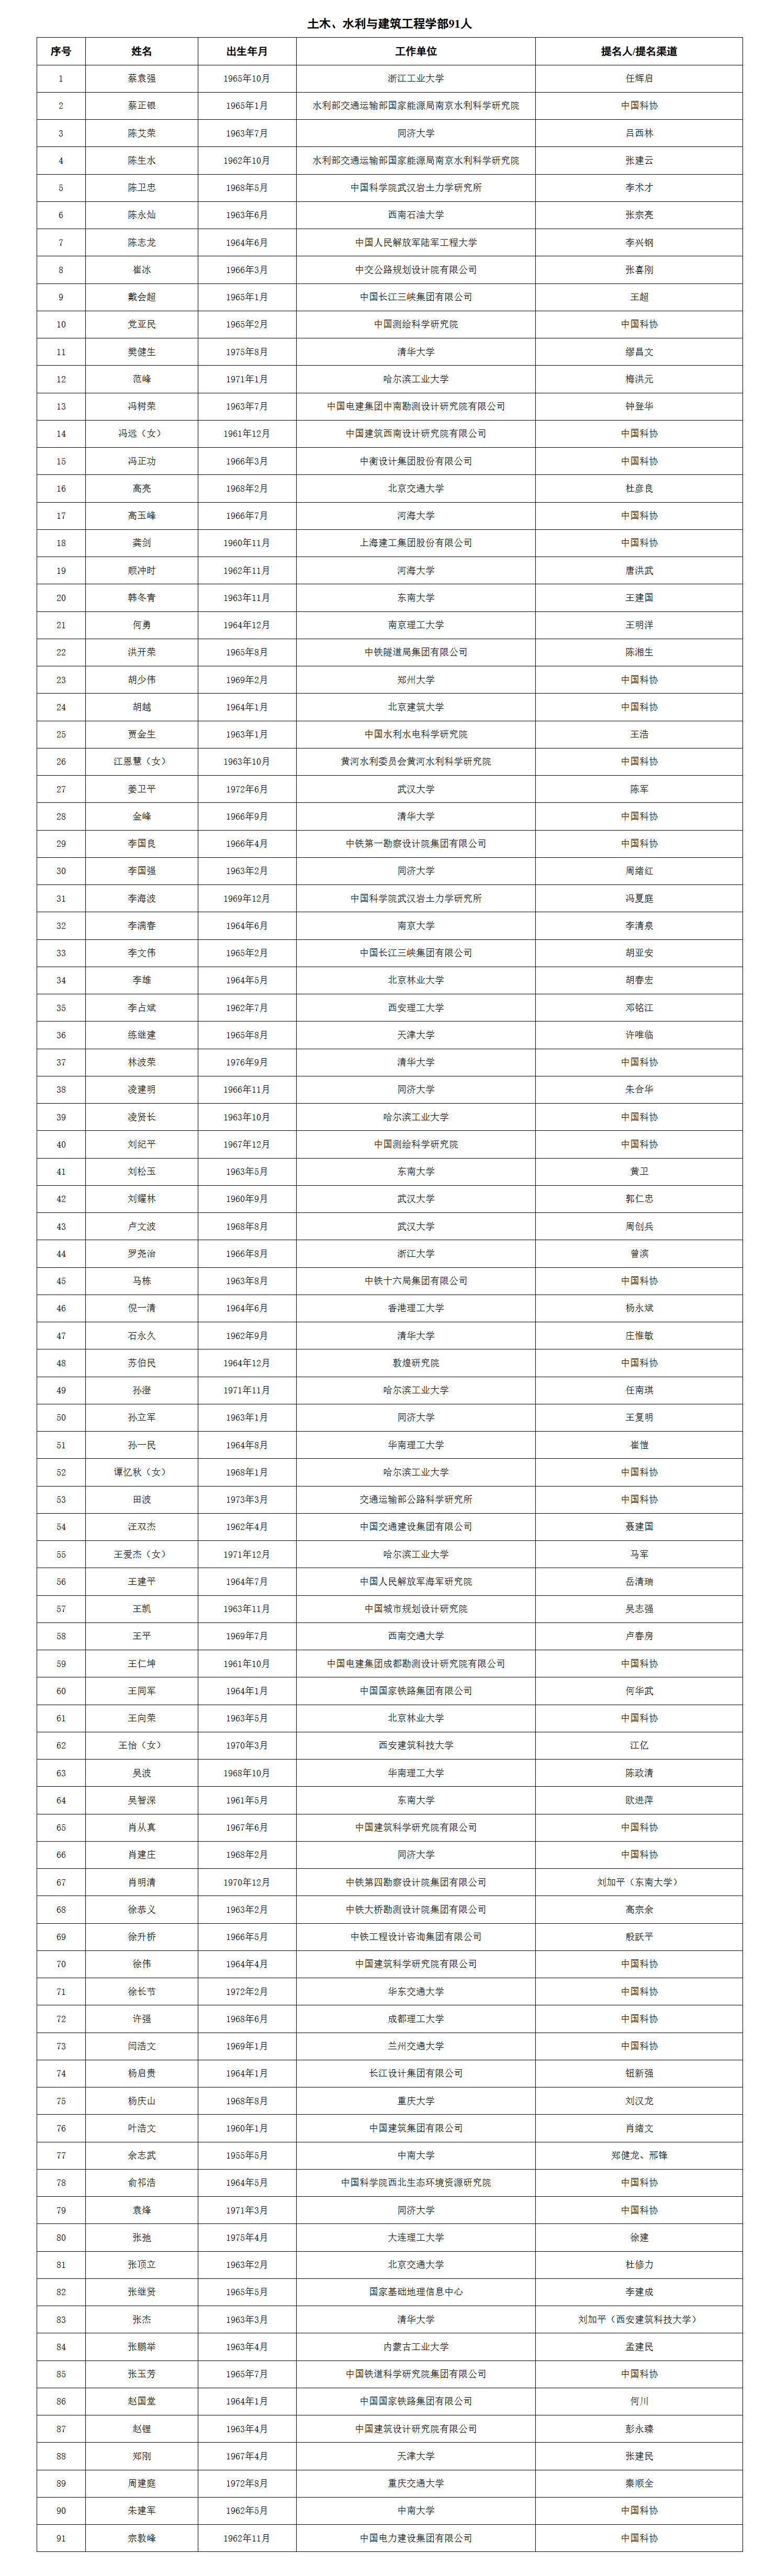 土木、水利与建筑工程学部91人
序号 姓名 出生年月 工作单位 提名人/提名渠道
1 蔡袁强 1965年10月 浙江工业大学 任辉启
2 蔡正银 1965年1月 水利部交通运输部国家能源局南京水利科学研究院 中国科协
3 陈艾荣 1963年7月 同济大学 吕西林
4 陈生水 1962年10月 水利部交通运输部国家能源局南京水利科学研究院 张建云
5 陈卫忠 1968年5月 中国科学院武汉岩土力学研究所 李术才
6 陈永灿 1963年6月 西南石油大学 张宗亮
7 陈志龙 1964年6月 中国人民解放军陆军工程大学 李兴钢
8 崔冰 1966年3月 中交公路规划设计院有限公司 张喜刚
9 戴会超 1965年1月 中国长江三峡集团有限公司 王超
10 党亚民 1965年2月 中国测绘科学研究院 中国科协
11 樊健生 1975年8月 清华大学 缪昌文
12 范峰 1971年1月 哈尔滨工业大学 梅洪元
13 冯树荣 1963年7月 中国电建集团中南勘测设计研究院有限公司 钟登华
14 冯远（女） 1961年12月 中国建筑西南设计研究院有限公司 中国科协
15 冯正功 1966年3月 中衡设计集团股份有限公司 中国科协
16 高亮 1968年2月 北京交通大学 杜彦良
17 高玉峰 1966年7月 河海大学 中国科协
18 龚剑 1960年11月 上海建工集团股份有限公司 中国科协
19 顾冲时 1962年11月 河海大学 唐洪武
20 韩冬青 1963年11月 东南大学 王建国
21 何勇 1964年12月 南京理工大学 王明洋
22 洪开荣 1965年8月 中铁隧道局集团有限公司 陈湘生
23 胡少伟 1969年2月 郑州大学 中国科协
24 胡越 1964年1月 北京建筑大学 中国科协
25 贾金生 1963年1月 中国水利水电科学研究院 王浩
26 江恩慧（女） 1963年10月 黄河水利委员会黄河水利科学研究院 中国科协
27 姜卫平 1972年6月 武汉大学 陈军
28 金峰 1966年9月 清华大学 中国科协
29 李国良 1966年4月 中铁第一勘察设计院集团有限公司 中国科协
30 李国强 1963年2月 同济大学 周绪红
31 李海波 1969年12月 中国科学院武汉岩土力学研究所 冯夏庭
32 李满春 1964年6月 南京大学 李清泉
33 李文伟 1965年2月 中国长江三峡集团有限公司 胡亚安
34 李雄 1964年5月 北京林业大学 胡春宏
35 李占斌 1962年7月 西安理工大学 邓铭江
36 练继建 1965年8月 天津大学 许唯临
37 林波荣 1976年9月 清华大学 中国科协
38 凌建明 1966年11月 同济大学 朱合华
39 凌贤长 1963年10月 哈尔滨工业大学 中国科协
40 刘纪平 1967年12月 中国测绘科学研究院 中国科协
41 刘松玉 1963年5月 东南大学 黄卫
42 刘耀林 1960年9月 武汉大学 郭仁忠
43 卢文波 1968年8月 武汉大学 周创兵
44 罗尧治 1966年8月 浙江大学 曾滨
45 马栋 1963年8月 中铁十六局集团有限公司 中国科协
46 倪一清 1964年6月 香港理工大学 杨永斌
47 石永久 1962年9月 清华大学 庄惟敏
48 苏伯民 1964年12月 敦煌研究院 中国科协
49 孙澄 1971年11月 哈尔滨工业大学 任南琪
50 孙立军 1963年1月 同济大学 王复明
51 孙一民 1964年8月 华南理工大学 崔愷
52 谭忆秋（女） 1968年1月 哈尔滨工业大学 中国科协
53 田波 1973年3月 交通运输部公路科学研究所 中国科协
54 汪双杰 1962年4月 中国交通建设集团有限公司 聂建国
55 王爱杰（女） 1971年12月 哈尔滨工业大学 马军
56 王建平 1964年7月 中国人民解放军海军研究院 岳清瑞
57 王凯 1963年11月 中国城市规划设计研究院 吴志强
58 王平 1969年7月 西南交通大学 卢春房
59 王仁坤 1961年10月 中国电建集团成都勘测设计研究院有限公司 中国科协
60 王同军 1964年1月 中国国家铁路集团有限公司 何华武
61 王向荣 1963年5月 北京林业大学 中国科协
62 王怡（女） 1970年3月 西安建筑科技大学 江亿
63 吴波 1968年10月 华南理工大学 陈政清
64 吴智深 1961年5月 东南大学 欧进萍
65 肖从真 1967年6月 中国建筑科学研究院有限公司 中国科协
66 肖建庄 1968年2月 同济大学 中国科协
67 肖明清 1970年12月 中铁第四勘察设计院集团有限公司 刘加平（东南大学）
68 徐恭义 1963年2月 中铁大桥勘测设计院集团有限公司 高宗余
69 徐升桥 1966年5月 中铁工程设计咨询集团有限公司 殷跃平
70 徐伟 1964年4月 中国建筑科学研究院有限公司 中国科协
71 徐长节 1972年2月 华东交通大学 中国科协
72 许强 1968年6月 成都理工大学 中国科协
73 闫浩文 1969年1月 兰州交通大学 中国科协
74 杨启贵 1964年1月 长江设计集团有限公司 钮新强
75 杨庆山 1968年8月 重庆大学 刘汉龙
76 叶浩文 1960年1月 中国建筑集团有限公司 肖绪文
77 余志武 1955年5月 中南大学 郑健龙、邢锋
78 俞祁浩 1964年5月 中国科学院西北生态环境资源研究院 中国科协
79 袁烽 1971年3月 同济大学 中国科协
80 张弛 1975年4月 大连理工大学 徐建
81 张顶立 1963年2月 北京交通大学 杜修力
82 张继贤 1965年5月 国家基础地理信息中心 李建成
83 张杰 1963年3月 清华大学 刘加平（西安建筑科技大学）
84 张鹏举 1963年4月 内蒙古工业大学 孟建民
85 张玉芳 1965年7月 中国铁道科学研究院集团有限公司 中国科协
86 赵国堂 1964年1月 中国国家铁路集团有限公司 何川
87 赵锂 1963年4月 中国建筑设计研究院有限公司 彭永臻
88 郑刚 1967年4月 天津大学 张建民
89 周建庭 1972年8月 重庆交通大学 秦顺全
90 朱建军 1962年5月 中南大学 中国科协
91 宗敦峰 1962年11月 中国电力建设集团有限公司 中国科协